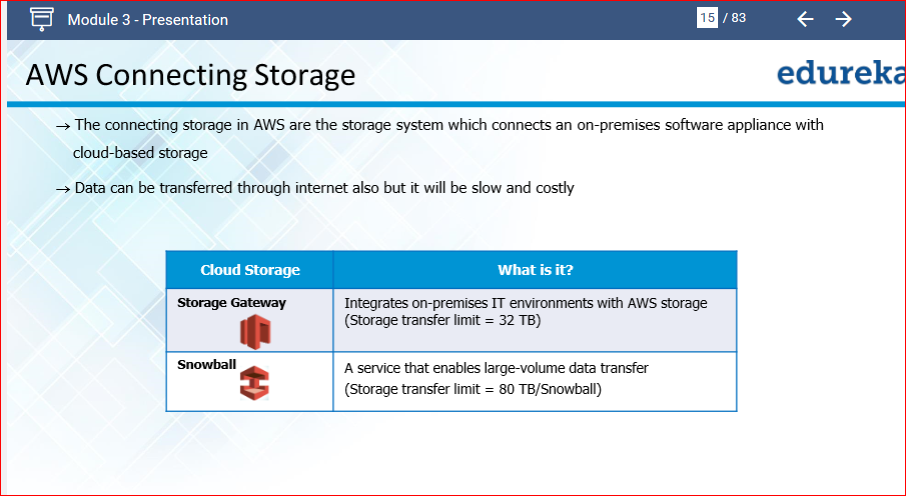 Module 3 - Presentation
15 / 83
AWS Connecting Storage
edureka
→ The connecting storage in AWS are the storage system which connects an on-premises software appliance with
cloud-based storage
→ Data can be transferred through internet also but it will be slow and costly
Cloud Storage
What is it?
Storage Gateway
Integrates on-premises IT environments with AWS storage
(Storage transfer limit = 32 TB)
Snowball
A service that enables large-volume data transfer
(Storage transfer limit = 80 TB/Snowball)